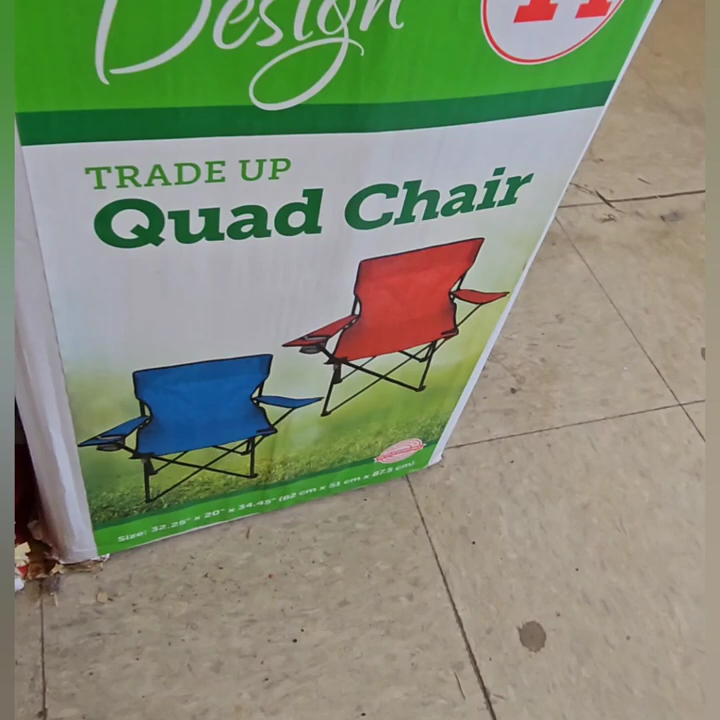 Design
TRADE UP
Quad Chair
Size: 32.25" x 20" x 34.45" (82 cm x 51 cm x 87.5 cm)